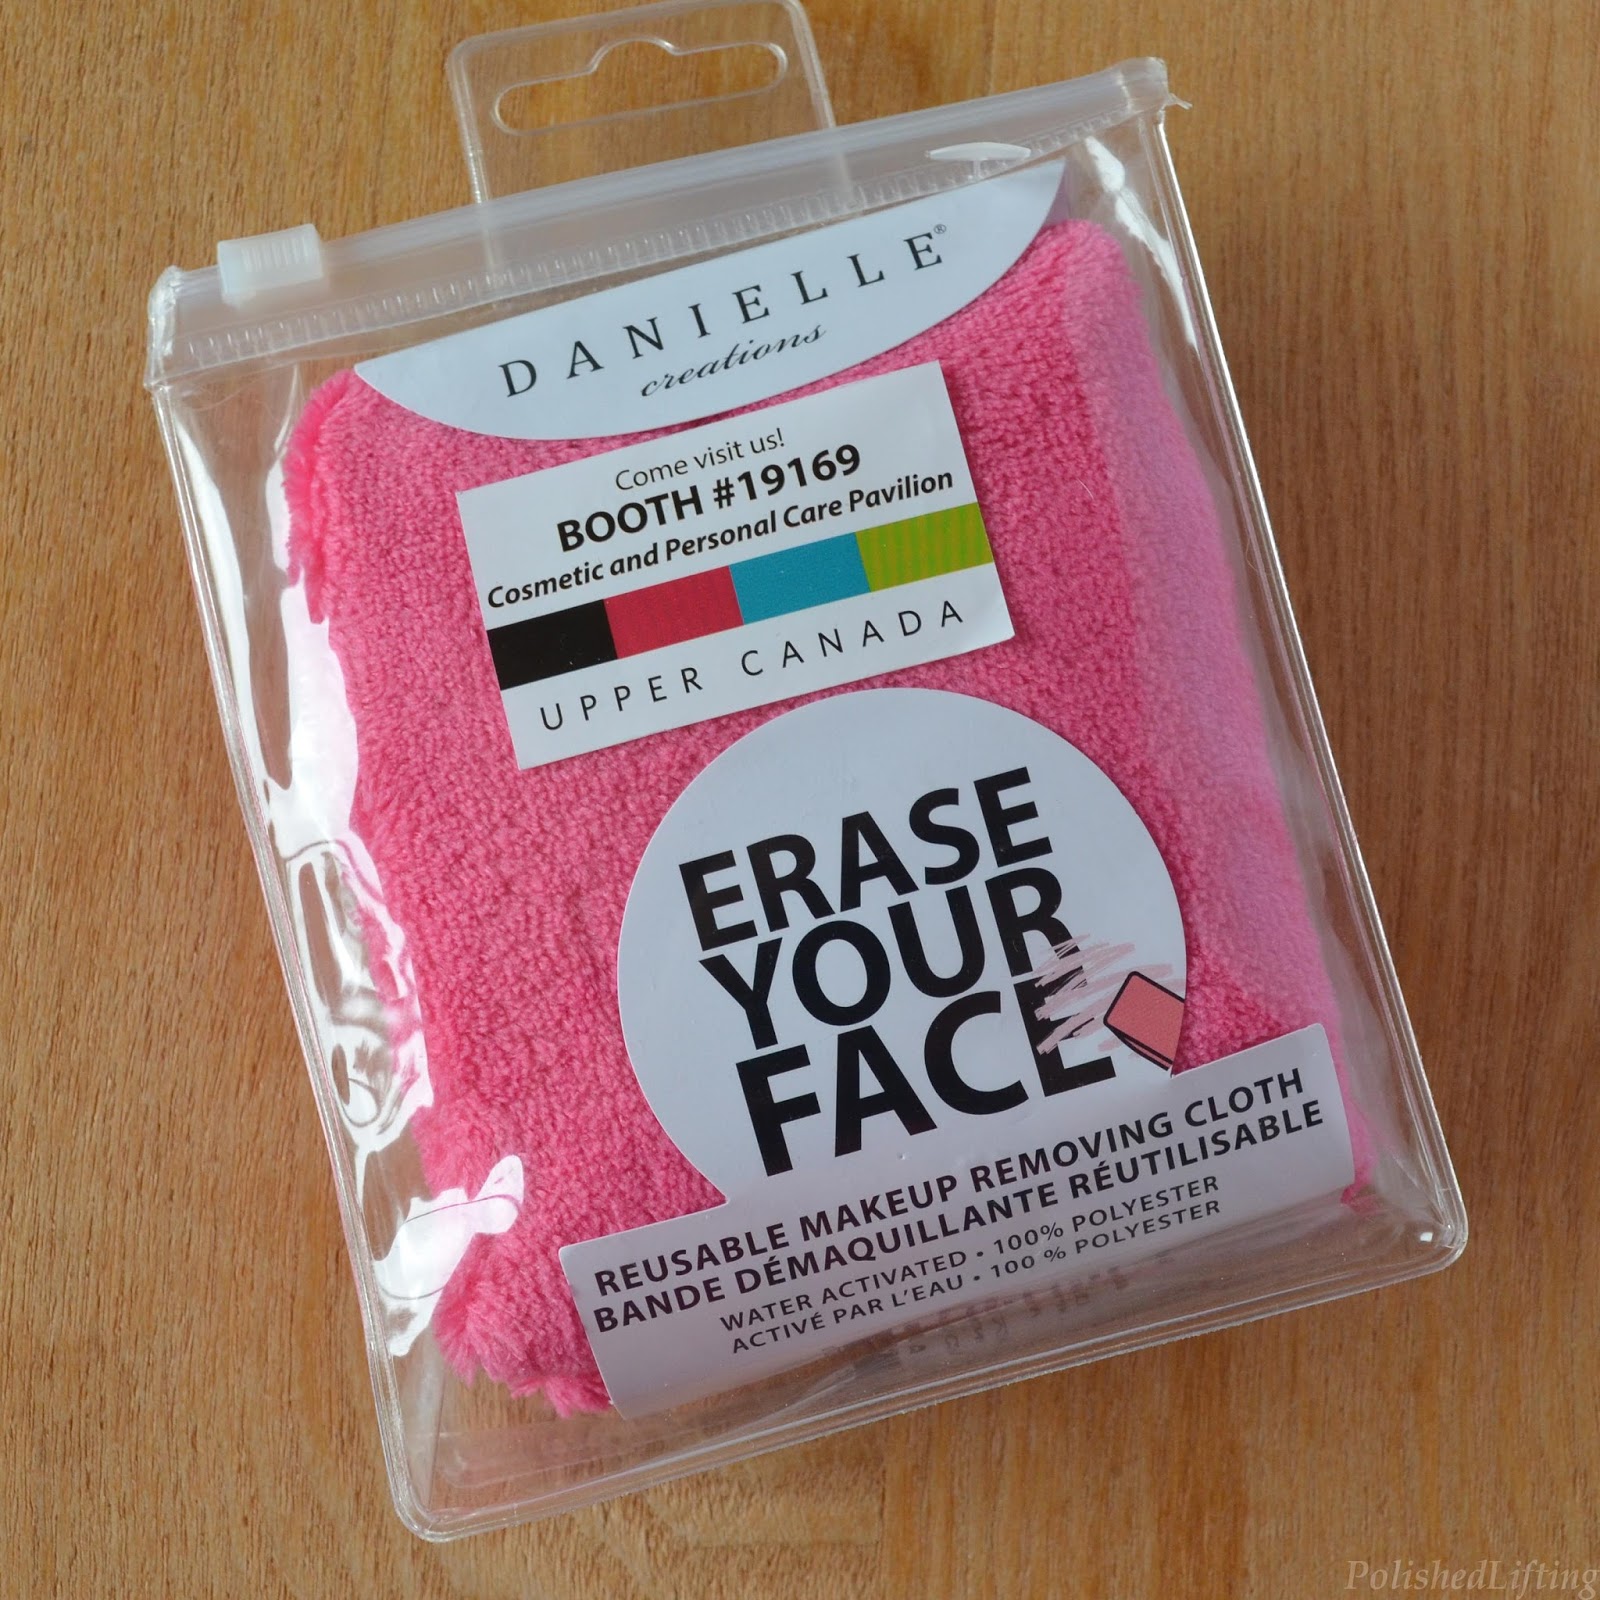 DANIELLE®
creations
Come visit us!
BOOTH #19169
Cosmetic and Personal Care Pavilion
UPPER CANADA
ERASE
YOUR
FACE
REUSABLE MAKEUP REMOVING CLOTH
BANDE DÉMAQUILLANTE RÉUTILISABLE
WATER ACTIVATED • 100% POLYESTER
ACTIVÉ PAR L'EAU • 100 % POLYESTER
PolishedLifting